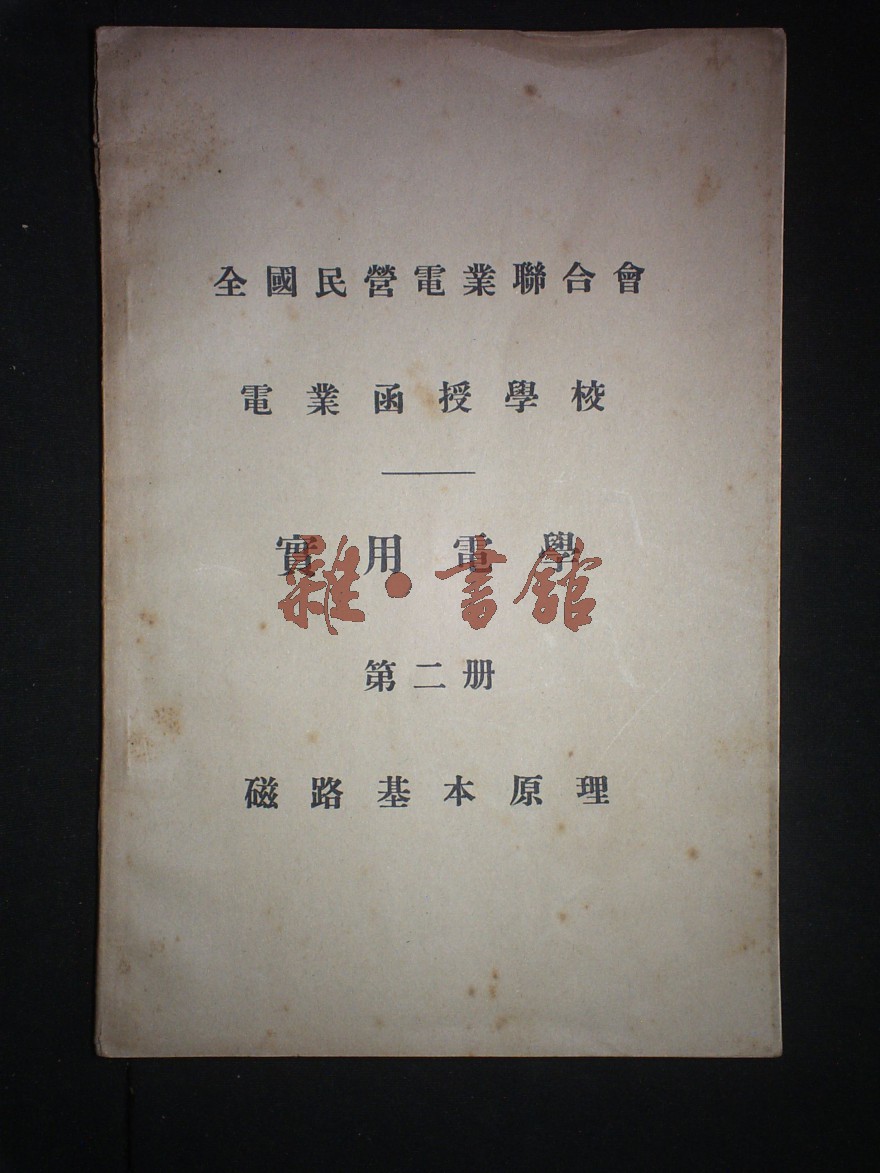 全國民營電業聯合會
電業函授學校
實用電學
雜·書館
第二册
磁路基本原理